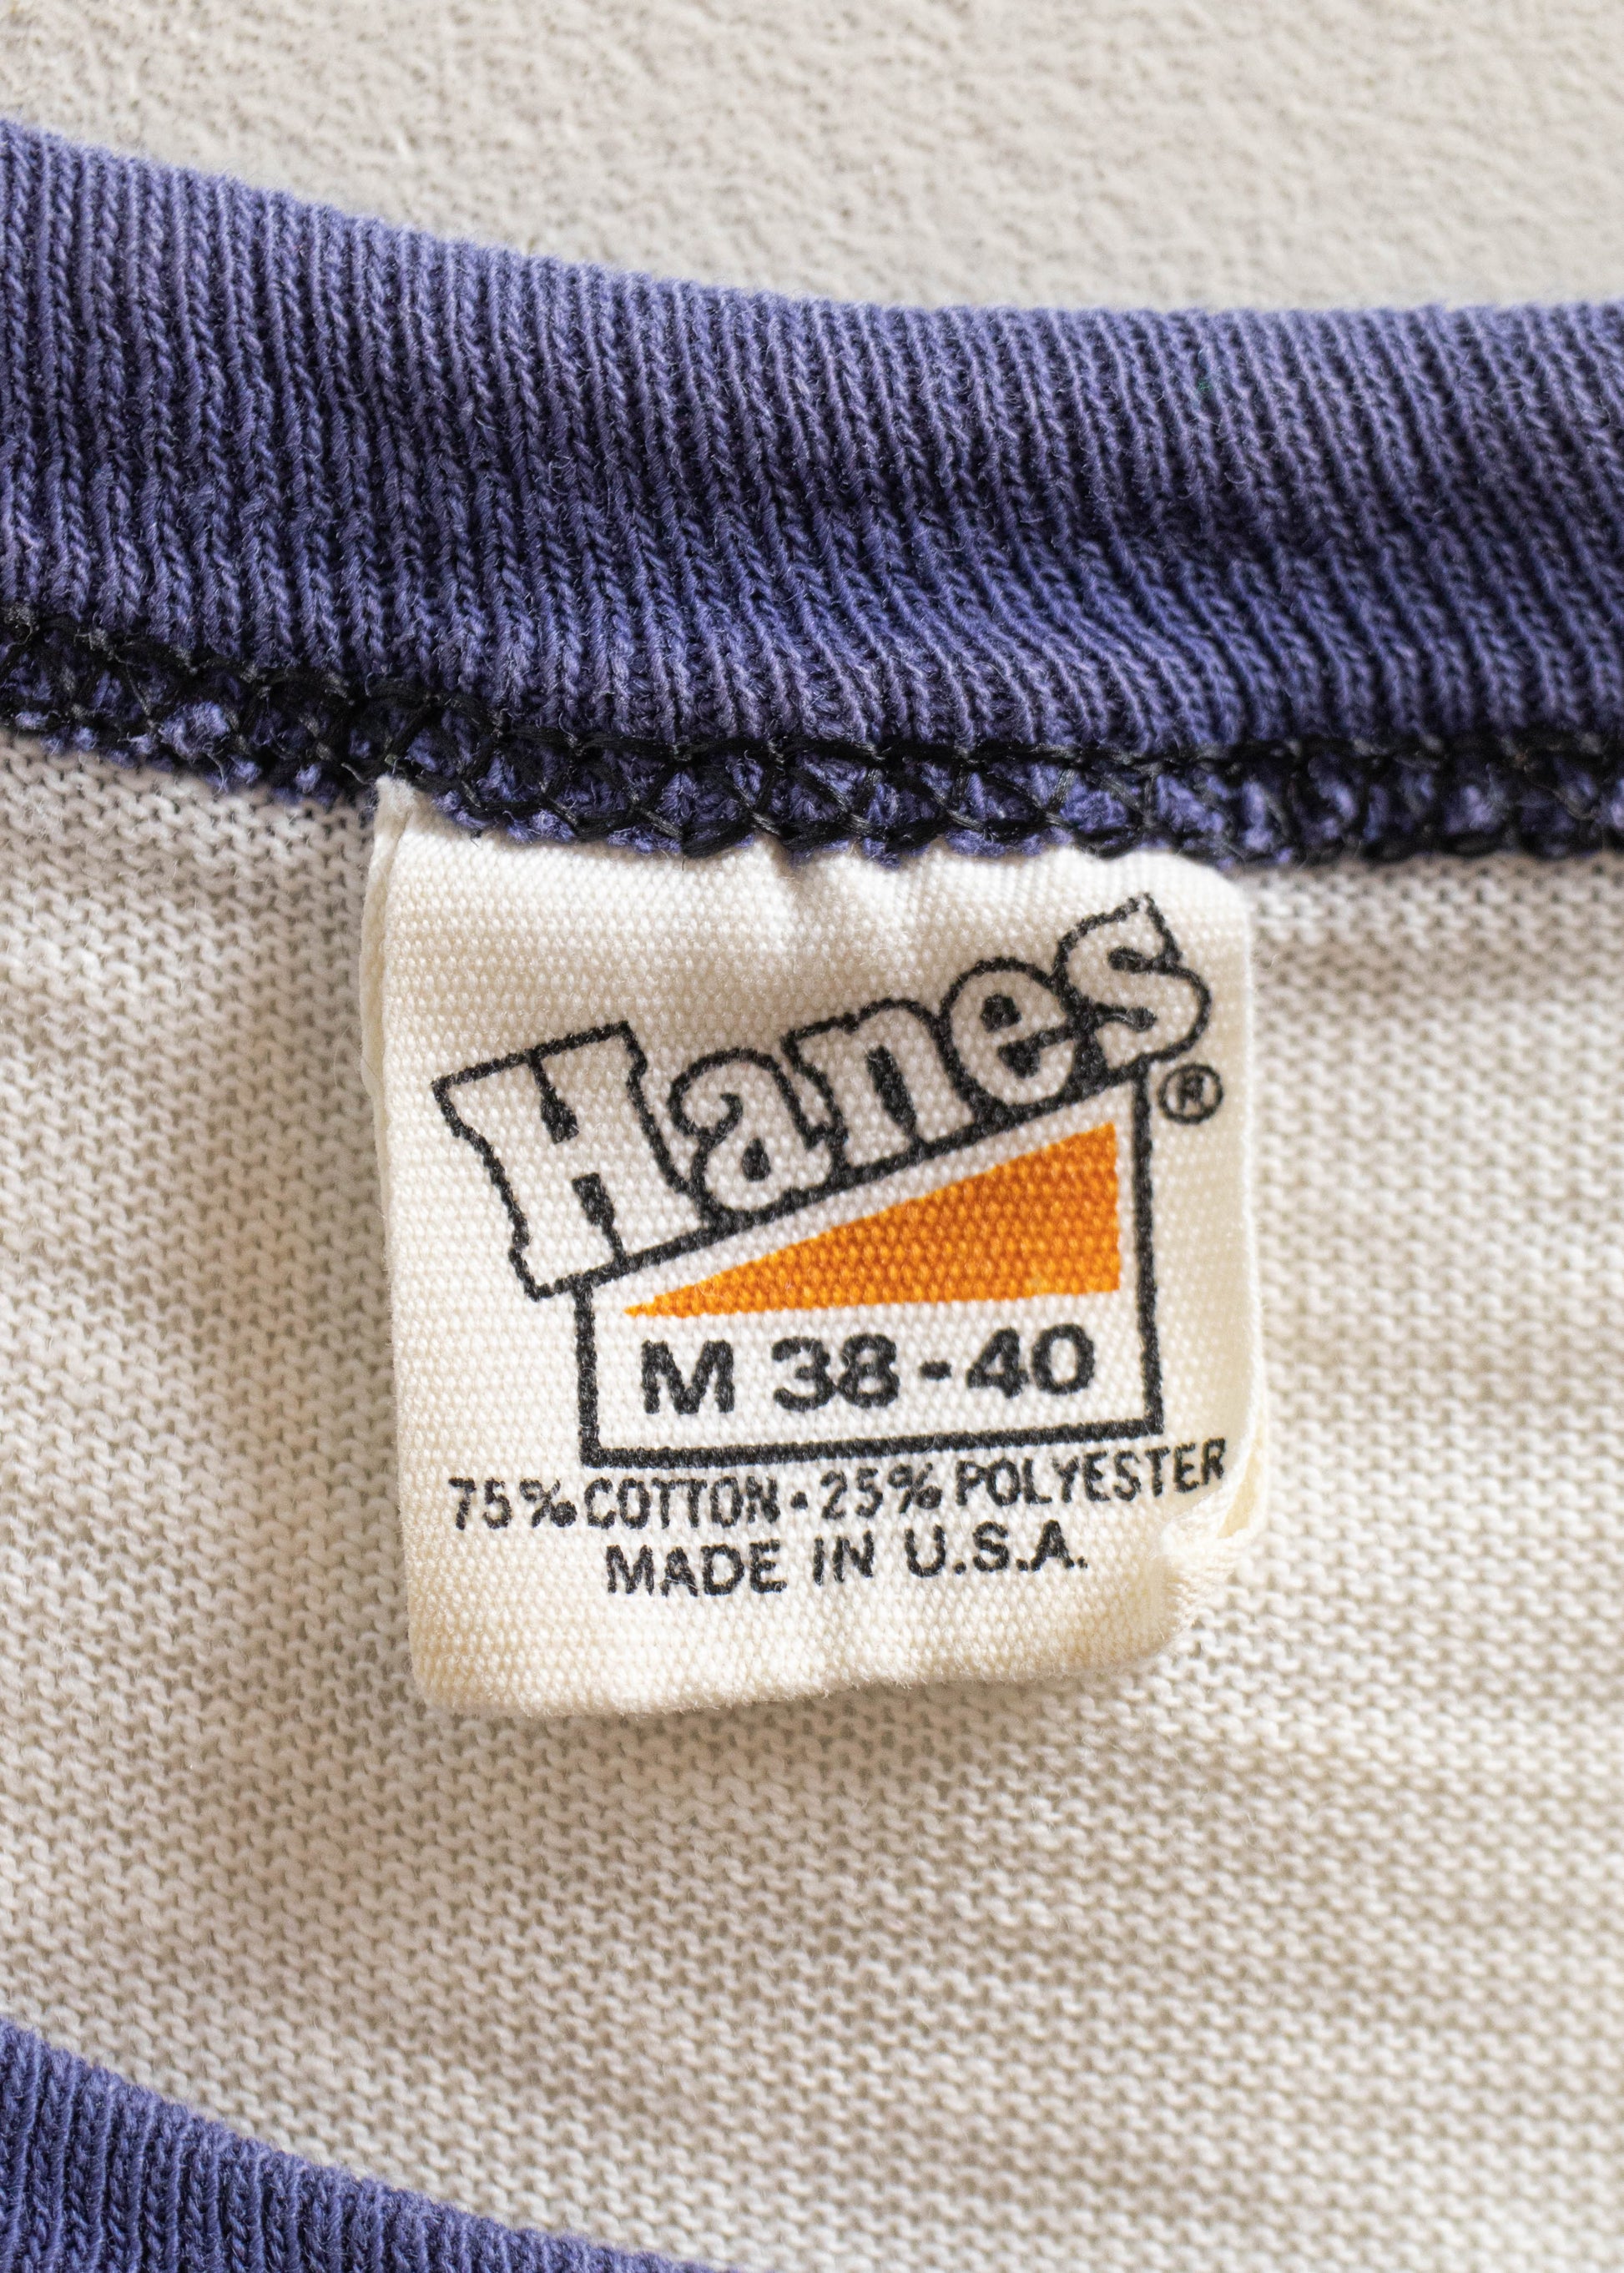 Hanes
®
M 38-40
75% COTTON-25% POLYESTER
MADE IN U.S.A.